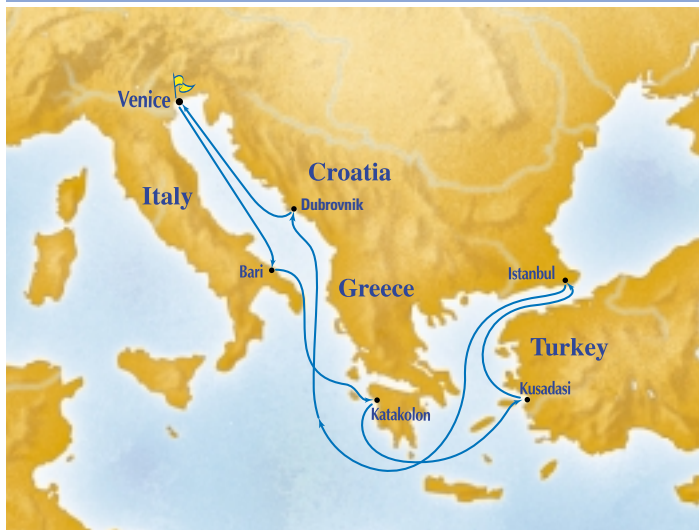 Venice
Croatia
Italy
Dubrovnik
Bari
Istanbul
Greece
Turkey
Kusadasi
Katakolon